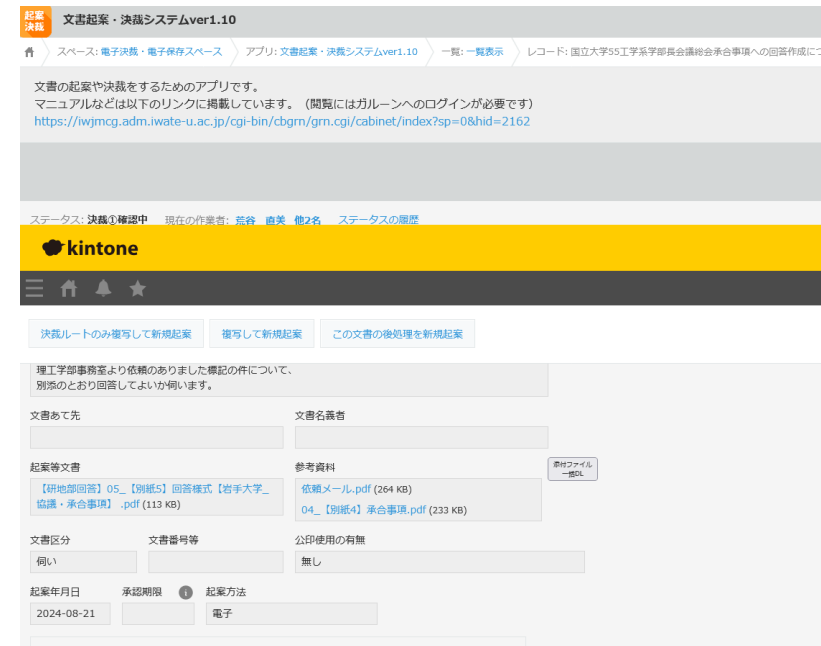 起案
決裁
文書起案・決裁システムver1.10
スペース: 電子決裁・電子保存スペース
アプリ: 文書起案・決裁システムver1.10
一覧: 一覧表示
レコード: 国立大学55工学系学部長会議総会承合事項への回答作成につ
文書の起案や決裁をするためのアプリです。
マニュアルなどは以下のリンクに掲載しています。（閲覧にはガルーンへのログインが必要です）
https://iwjmcg.adm.iwate-u.ac.jp/cgi-bin/cbgrn/grn.cgi/cabinet/index?sp=0&hid=2162
ステータス: 決裁①確認中 現在の作業者: 荒谷 直美 他2名 ステータスの履歴
kintone
決裁ルートのみ複写して新規起案 複写して新規起案 この文書の後処理を新規起案
理工学部事務室より依頼のありました標記の件について、
別添のとおり回答してよいか伺います。
文書あて先 文書名義者
起案等文書 参考資料
添付ファイル
一括DL
【研地部回答】05_【別紙5】回答様式【岩手大学_
協議・承合事項】 .pdf (113 KB)
依頼メール.pdf (264 KB)
04_【別紙4】承合事項.pdf (233 KB)
文書区分 文書番号等 公印使用の有無
伺い 無し
起案年月日 承認期限 i 起案方法
2024-08-21 電子